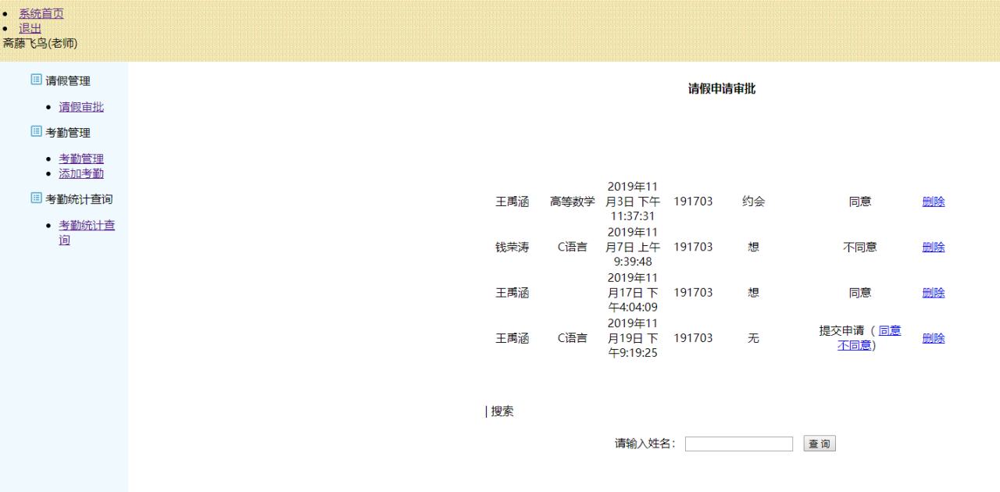 系统首页
退出
斋藤飞鸟(老师)
请假管理
请假审批
考勤管理
考勤管理
添加考勤
考勤统计查询
考勤统计查
询
请假申请审批
王禹涵 高等数学 2019年11
月3日 下午
11:37:31 191703 约会 同意 删除
钱荣涛 C语言 2019年11
月7日 上午
9:39:48 191703 想 不同意 删除
王禹涵 2019年11
月17日 下
午4:04:09 191703 想 同意 删除
王禹涵 C语言 2019年11
月19日 下
午9:19:25 191703 无 提交申请（ 同意
不同意) 删除
| 搜索
请输入姓名： 查 询